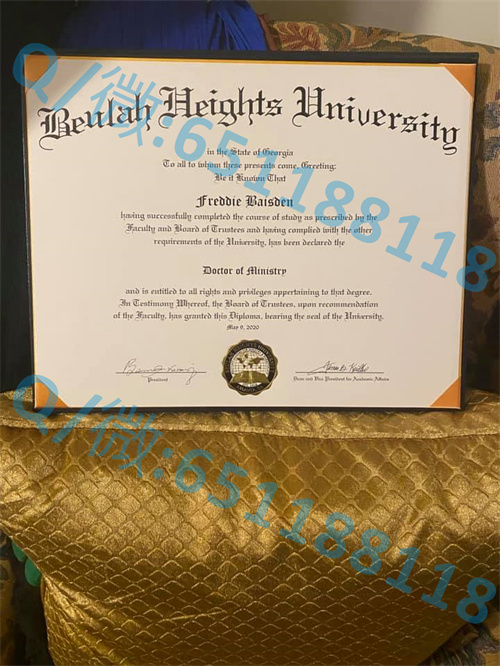 Beulah Heights University
in the State of Georgia
To all to whom these presents come, Greeting:
Be it Known That
Freddie Baisden
having successfully completed the course of study as prescribed by the
Faculty and Board of Trustees and having complied with the other
requirements of the University, has been declared the
Doctor of Ministry
and is entitled to all rights and privileges appertaining to that degree.
In Testimony Whereof, the Board of Trustees, upon recommendation
of the Faculty, has granted this Diploma, bearing the seal of the University.
May 9, 2020
President
Dean and Vice President for Academic Affairs
Q/微:651188118
Q/微:651188118